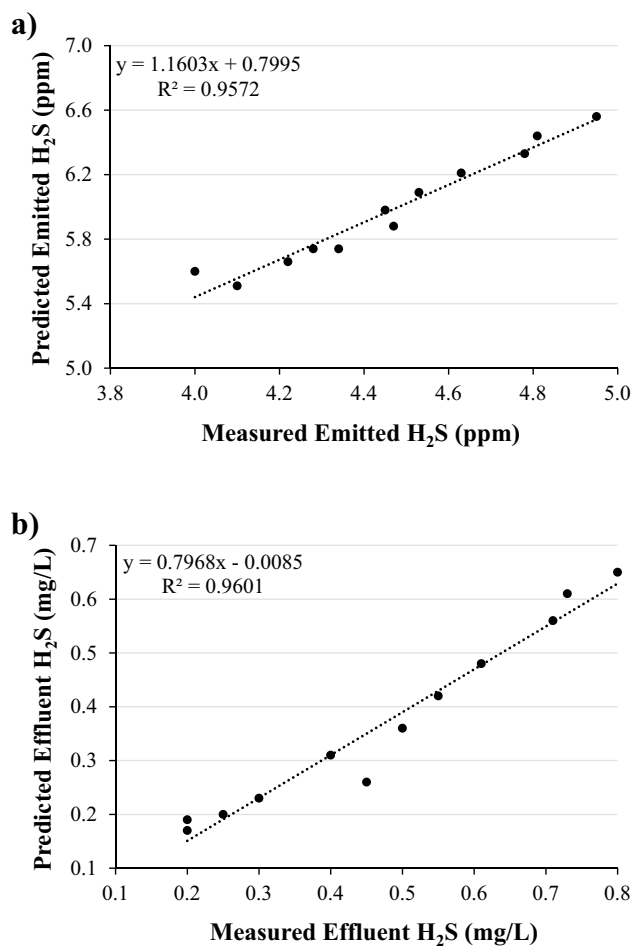 a)
7.0
y = 1.1603x + 0.7995
R² = 0.9572
6.6
6.2
5.8
5.4
5.0
3.8 4.0 4.2 4.4 4.6 4.8 5.0
Predicted Emitted H₂S (ppm)
Measured Emitted H₂S (ppm)
b)
0.7
y = 0.7968x - 0.0085
R² = 0.9601
0.6
0.5
0.4
0.3
0.2
0.1
0.1 0.2 0.3 0.4 0.5 0.6 0.7 0.8
Predicted Effluent H₂S (mg/L)
Measured Effluent H₂S (mg/L)